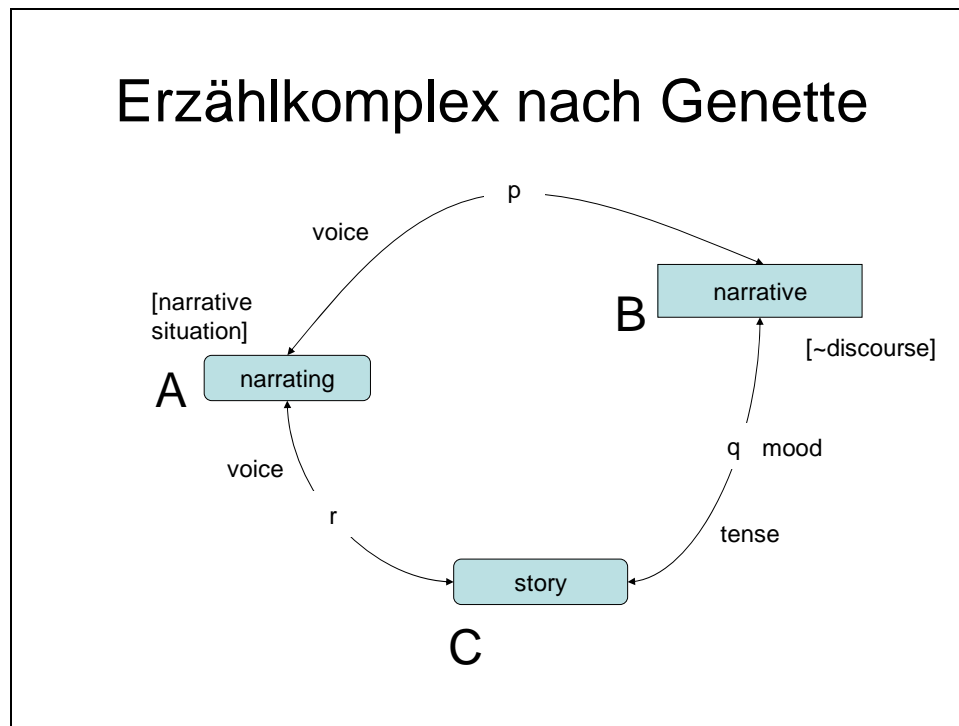 Erzählkomplex nach Genette
p
voice
narrative
B
[narrative
situation]
[~discourse]
A
narrating
q mood
voice
r
tense
story
C